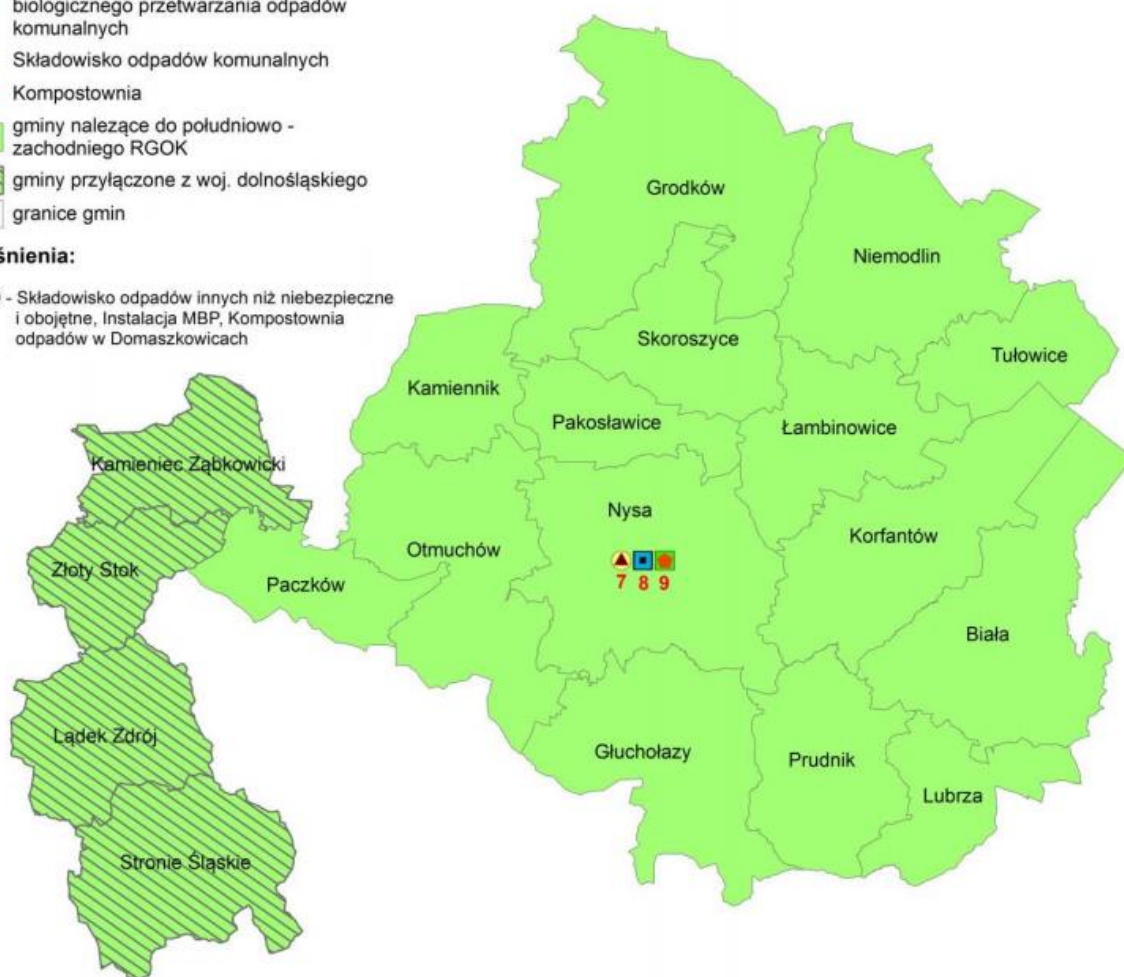 biologicznego przetwarzania odpadów
komunalnych
Składowisko odpadów komunalnych
Kompostownia
gminy nalezące do południowo -
zachodniego RGOK
gminy przyłączone z woj. dolnośląskiego
granice gmin
śnienia:
- Składowisko odpadów innych niż niebezpieczne
i obojętne, Instalacja MBP, Kompostownia
odpadów w Domaszkowicach
Grodków
Niemodlin
Skoroszyce
Tułowice
Kamiennik
Pakosławice
Łambinowice
Kamieniec Ząbkowicki
Nysa
Korfantów
Otmuchów
Złoty Stok
Paczków
7 8 9
Biała
Lądek Zdrój
Głuchołazy
Prudnik
Lubrza
Stronie Śląskie